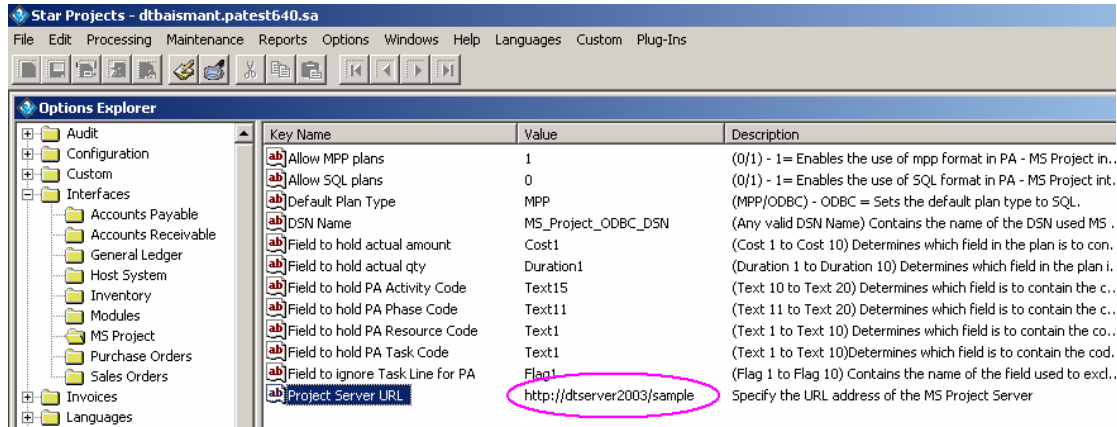 Star Projects - dtbaismant.patest640.sa
File Edit Processing Maintenance Reports Options Windows Help Languages Custom Plug-Ins
Options Explorer
Audit
Configuration
Custom
Interfaces
Accounts Payable
Accounts Receivable
General Ledger
Host System
Inventory
Modules
MS Project
Purchase Orders
Sales Orders
Invoices
Languages
Key Name Value Description
ab Allow MPP plans 1 (0/1) - 1= Enables the use of mpp format in PA - MS Project in..
ab Allow SQL plans 0 (0/1) - 1= Enables the use of SQL format in PA - MS Project int.
ab Default Plan Type MPP (MPP/ODBC) - ODBC = Sets the default plan type to SQL.
ab DSN Name MS_Project_ODBC_DSN (Any valid DSN Name) Contains the name of the DSN used MS .
ab Field to hold actual amount Cost1 (Cost 1 to Cost 10) Determines which field in the plan is to con.
ab Field to hold actual qty Duration1 (Duration 1 to Duration 10) Determines which field in the plan i.
ab Field to hold PA Activity Code Text15 (Text 10 to Text 20) Determines which field is to contain the c..
ab Field to hold PA Phase Code Text11 (Text 11 to Text 20) Determines which field is to contain the c...
ab Field to hold PA Resource Code Text1 (Text 1 to Text 10) Determines which field is to contain the co..
ab Field to hold PA Task Code Text1 (Text 1 to Text 10)Determines which field is to contain the cod.
ab Field to ignore Task Line for PA Flag1 (Flag 1 to Flag 10) Contains the name of the field used to excl.
ab Project Server URL http://dtserver2003/sample Specify the URL address of the MS Project Server